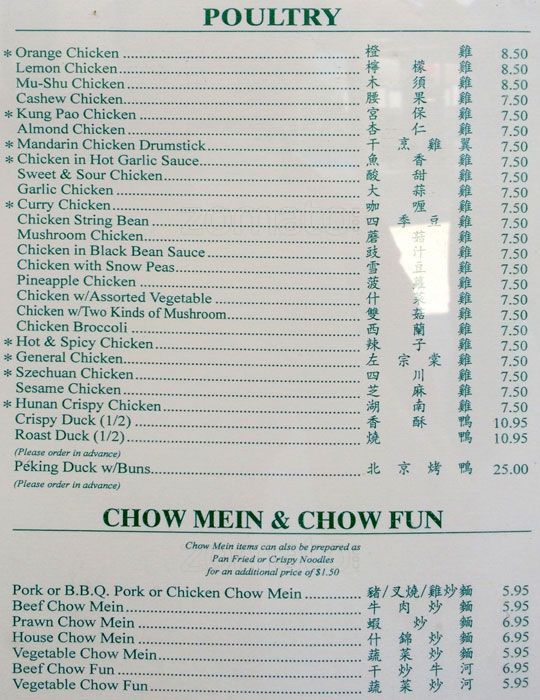 POULTRY
* Orange Chicken 橙 雞 8.50
Lemon Chicken 檸 檬 雞 8.50
Mu-Shu Chicken 木 須 雞 8.50
Cashew Chicken 腰 果 雞 7.50
* Kung Pao Chicken 宮 保 雞 7.50
Almond Chicken 杏 仁 雞 7.50
* Mandarin Chicken Drumstick 干 烹 雞 翼 7.50
* Chicken in Hot Garlic Sauce 魚 香 雞 7.50
Sweet & Sour Chicken 酸 甜 雞 7.50
Garlic Chicken 大 蒜 雞 7.50
* Curry Chicken 咖 喱 雞 7.50
Chicken String Bean 四 季 豆 雞 7.50
Mushroom Chicken 蘑 菇 雞 7.50
Chicken in Black Bean Sauce 豉 汁 雞 7.50
Chicken with Snow Peas 雪 豆 雞 7.50
Pineapple Chicken 菠 蘿 雞 7.50
Chicken w/Assorted Vegetable 什 菜 雞 7.50
Chicken w/Two Kinds of Mushroom 雙 菇 雞 7.50
Chicken Broccoli 西 蘭 雞 7.50
* Hot & Spicy Chicken 辣 子 雞 7.50
* General Chicken 左 宗 棠 雞 7.50
* Szechuan Chicken 四 川 雞 7.50
Sesame Chicken 芝 麻 雞 7.50
* Hunan Crispy Chicken 湖 南 雞 7.50
Crispy Duck (1/2) 香 酥 鴨 10.95
Roast Duck (1/2) 燒 鴨 10.95
(Please order in advance)
Peking Duck w/Buns 北 京 烤 鴨 25.00
(Please order in advance)
CHOW MEIN & CHOW FUN
Chow Mein items can also be prepared as
Pan Fried or Crispy Noodles
for an additional price of $1.50
Pork or B.B.Q. Pork or Chicken Chow Mein 豬/叉燒/雞炒麵 5.95
Beef Chow Mein 牛 肉 炒 麵 5.95
Prawn Chow Mein 蝦 炒 麵 6.95
House Chow Mein 什 錦 炒 麵 6.95
Vegetable Chow Mein 蔬 菜 炒 麵 5.95
Beef Chow Fun 干 炒 牛 河 6.95
Vegetable Chow Fun 蔬 菜 炒 河 5.95